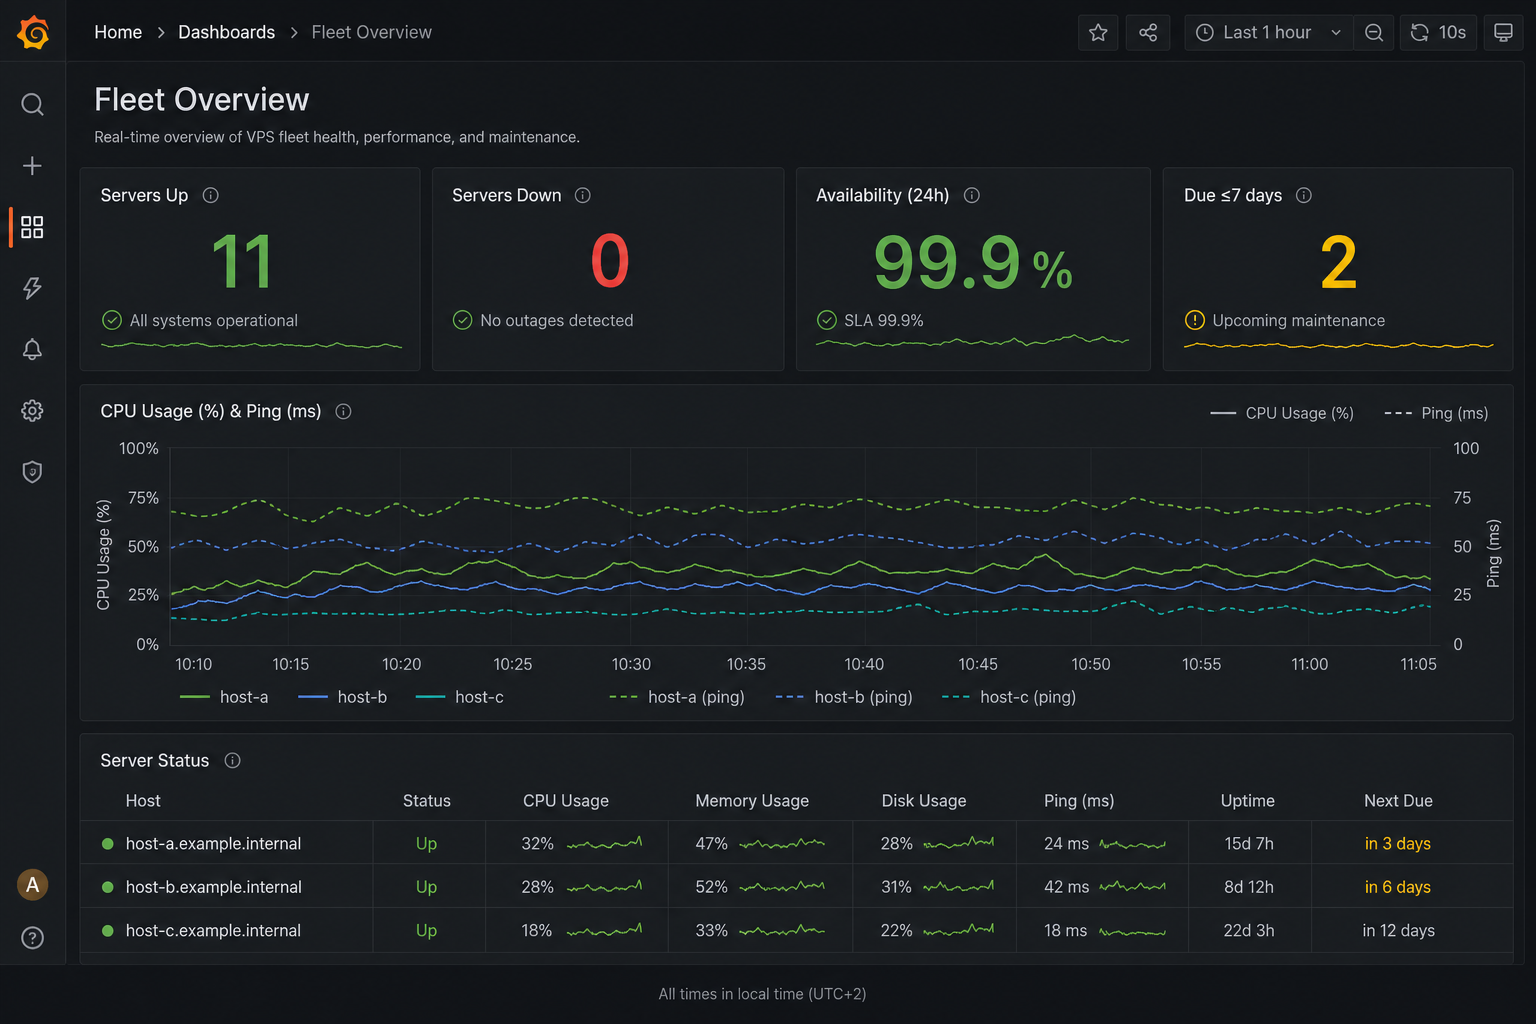 Home > Dashboards > Fleet Overview
Last 1 hour
10s
Fleet Overview
Real-time overview of VPS fleet health, performance, and maintenance.
Servers Up
11
All systems operational
Servers Down
0
No outages detected
Availability (24h)
99.9 %
SLA 99.9%
Due ≤7 days
2
Upcoming maintenance
CPU Usage (%) & Ping (ms)
CPU Usage (%) Ping (ms)
CPU Usage (%)
100%
75%
50%
25%
0%
100
75
50
25
0
Ping (ms)
10:10 10:15 10:20 10:25 10:30 10:35 10:40 10:45 10:50 10:55 11:00 11:05
host-a host-b host-c host-a (ping) host-b (ping) host-c (ping)
Server Status
Host Status CPU Usage Memory Usage Disk Usage Ping (ms) Uptime Next Due
host-a.example.internal Up 32% 47% 28% 24 ms 15d 7h in 3 days
host-b.example.internal Up 28% 52% 31% 42 ms 8d 12h in 6 days
host-c.example.internal Up 18% 33% 22% 18 ms 22d 3h in 12 days
A
All times in local time (UTC+2)